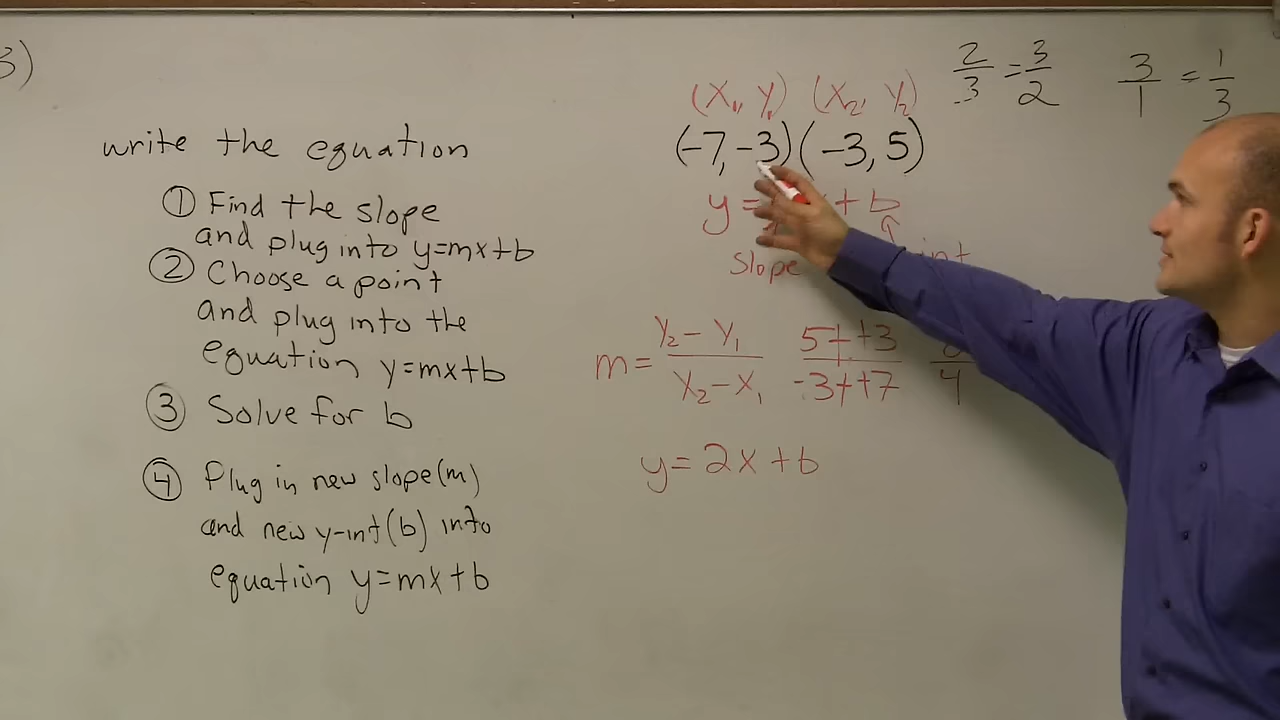 3)
write the equation
① Find the slope
and plug into y=mx+b
② Choose a point
and plug into the
equation y=mx+b
③ Solve for b
④ Plug in new slope(m)
and new y-int(b) into
equation y=mx+b
2/3 = 3/2 3/1 = 1/3
(X₁, Y₁) (X₂, Y₂)
(-7, -3) (-3, 5)
y = + b
Slope
m = Y₂ - Y₁ / X₂ - X₁ 5 + +3 / -3 + +7 / 4
y = 2x + b